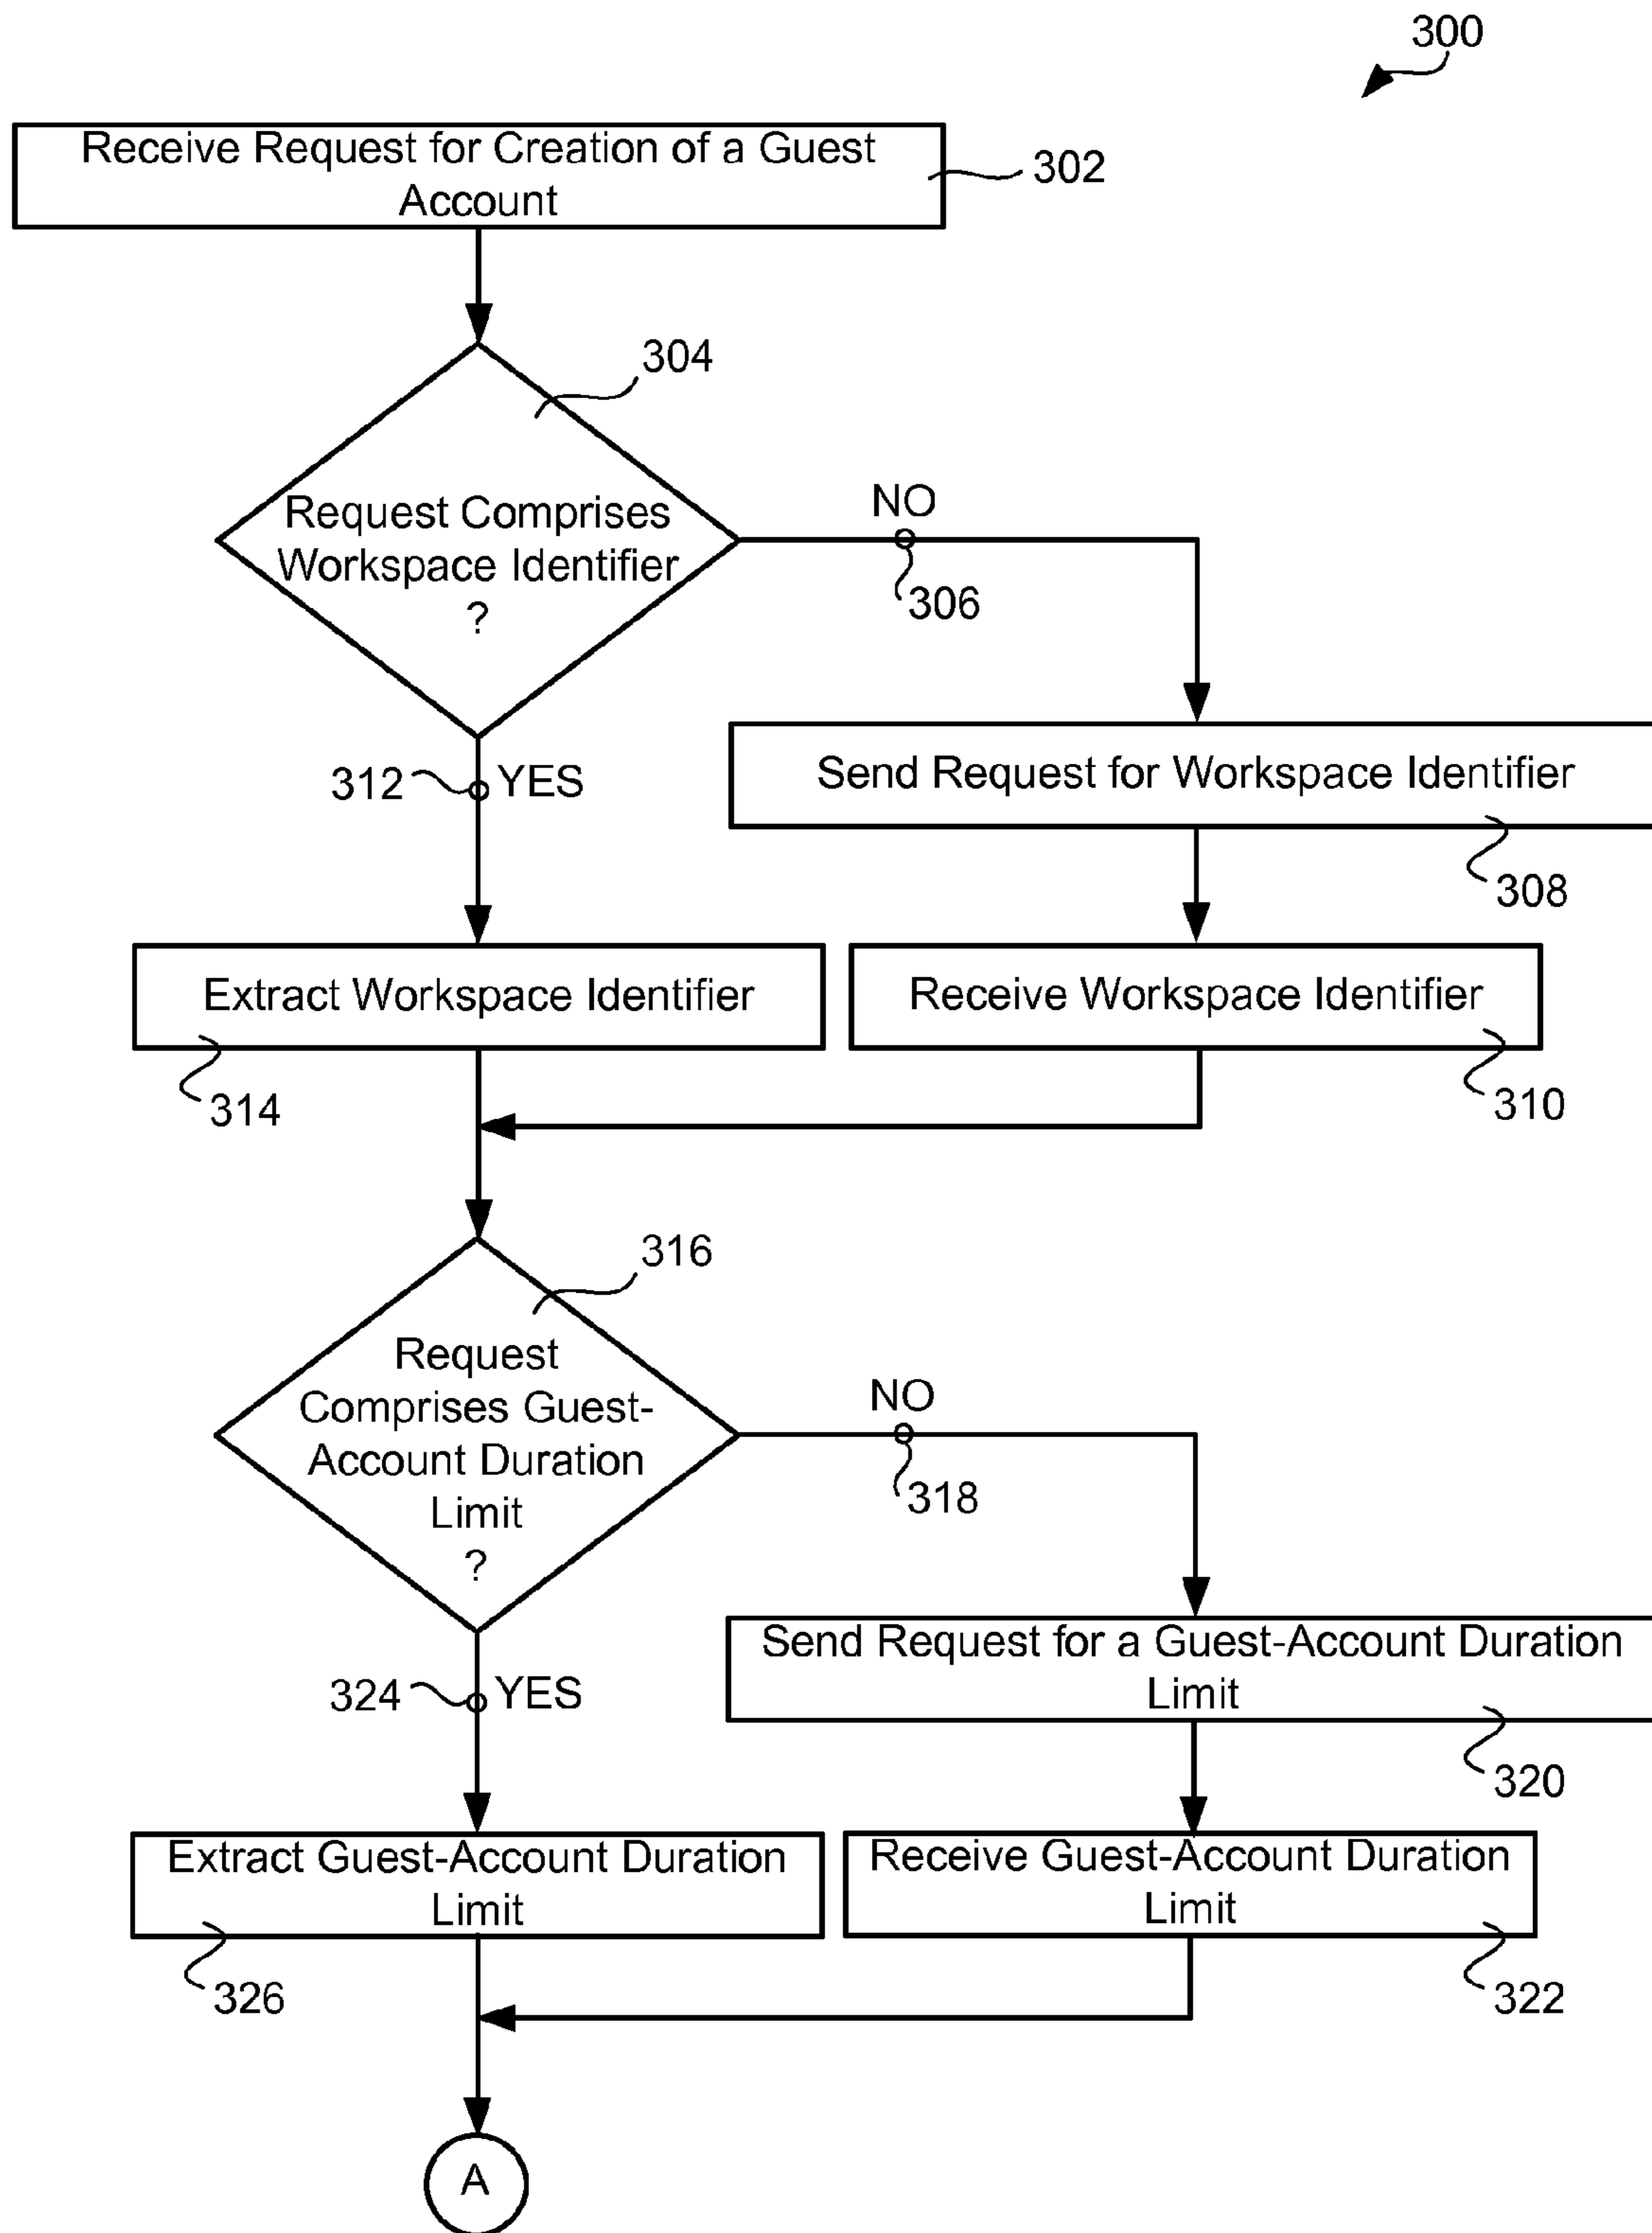 300
Receive Request for Creation of a Guest
Account
302
304
Request Comprises
Workspace Identifier
?
NO
306
312
YES
Send Request for Workspace Identifier
308
Extract Workspace Identifier
314
Receive Workspace Identifier
310
316
Request
Comprises Guest-
Account Duration
Limit
?
NO
318
324
YES
Send Request for a Guest-Account Duration
Limit
320
Extract Guest-Account Duration
Limit
326
Receive Guest-Account Duration
Limit
322
A